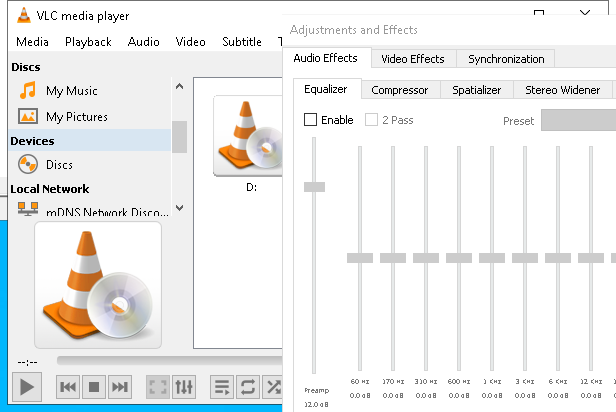 VLC media player
Media Playback Audio Video Subtitle
Discs
My Music
My Pictures
Devices
Discs
Local Network
mDNS Network Disco...
D:
--:--
Adjustments and Effects
Audio Effects Video Effects Synchronization
Equalizer Compressor Spatializer Stereo Widener
Enable 2 Pass Preset
60 Hz 170 Hz 310 Hz 600 Hz 1 KHz 3 KHz 6 KHz 12 KHz
Preamp 0.0 dB 0.0 dB 0.0 dB 0.0 dB 0.0 dB 0.0 dB 0.0 dB 0.0 dB
12.0 dB